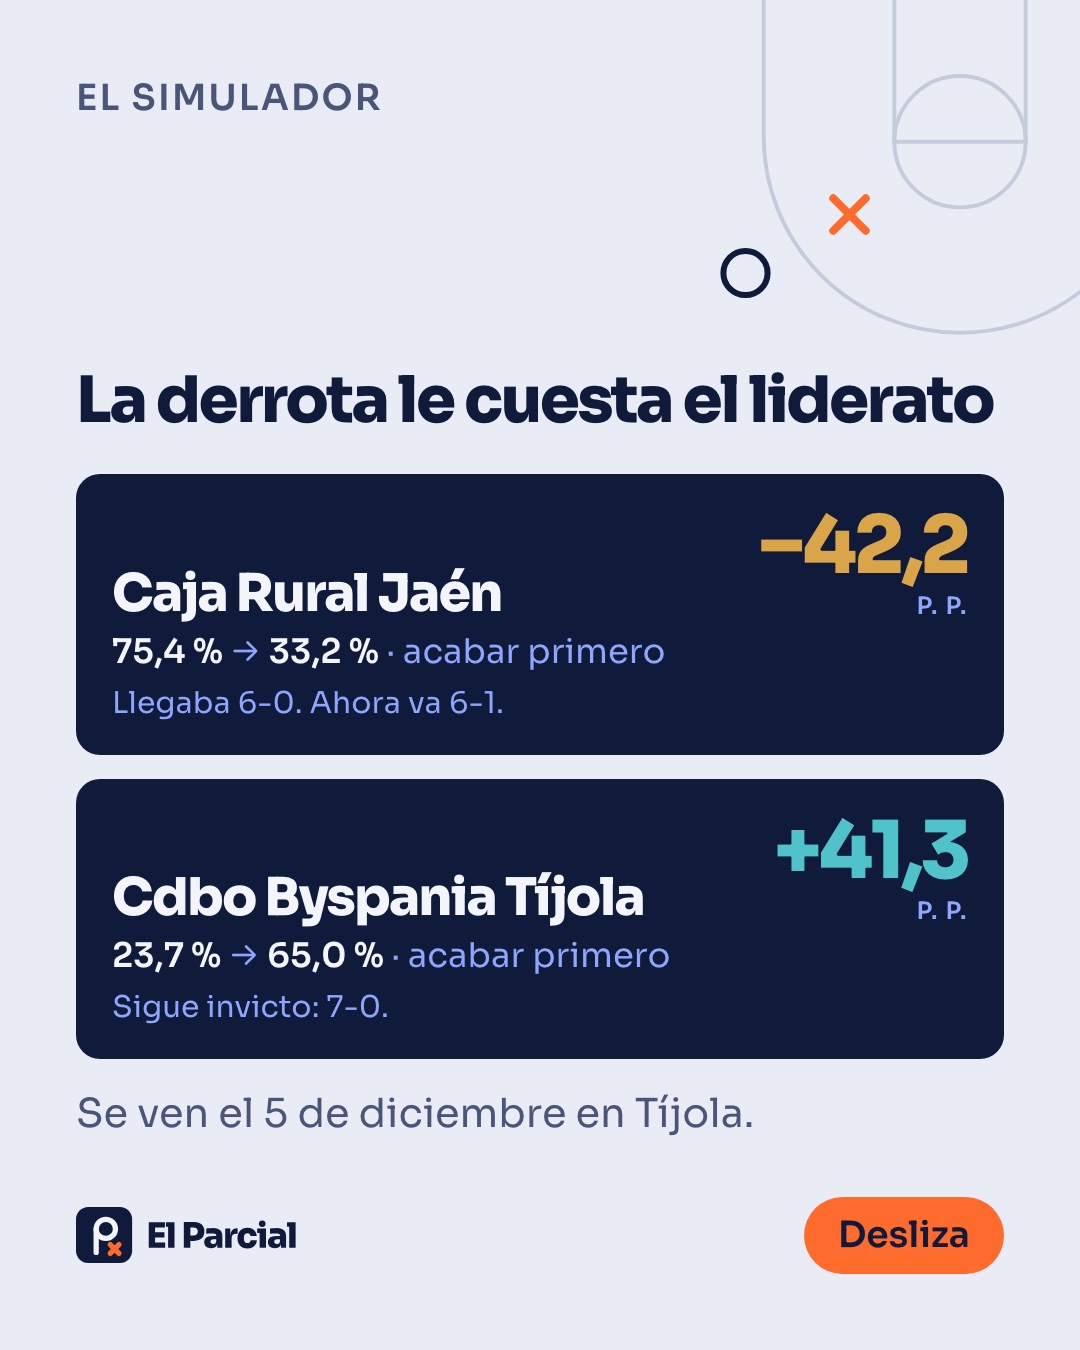 EL SIMULADOR
La derrota le cuesta el liderato
−42,2
P. P.
Caja Rural Jaén
75,4 % → 33,2 % · acabar primero
Llegaba 6-0. Ahora va 6-1.
+41,3
P. P.
Cdbo Byspania Tíjola
23,7 % → 65,0 % · acabar primero
Sigue invicto: 7-0.
Se ven el 5 de diciembre en Tíjola.
El Parcial
Desliza